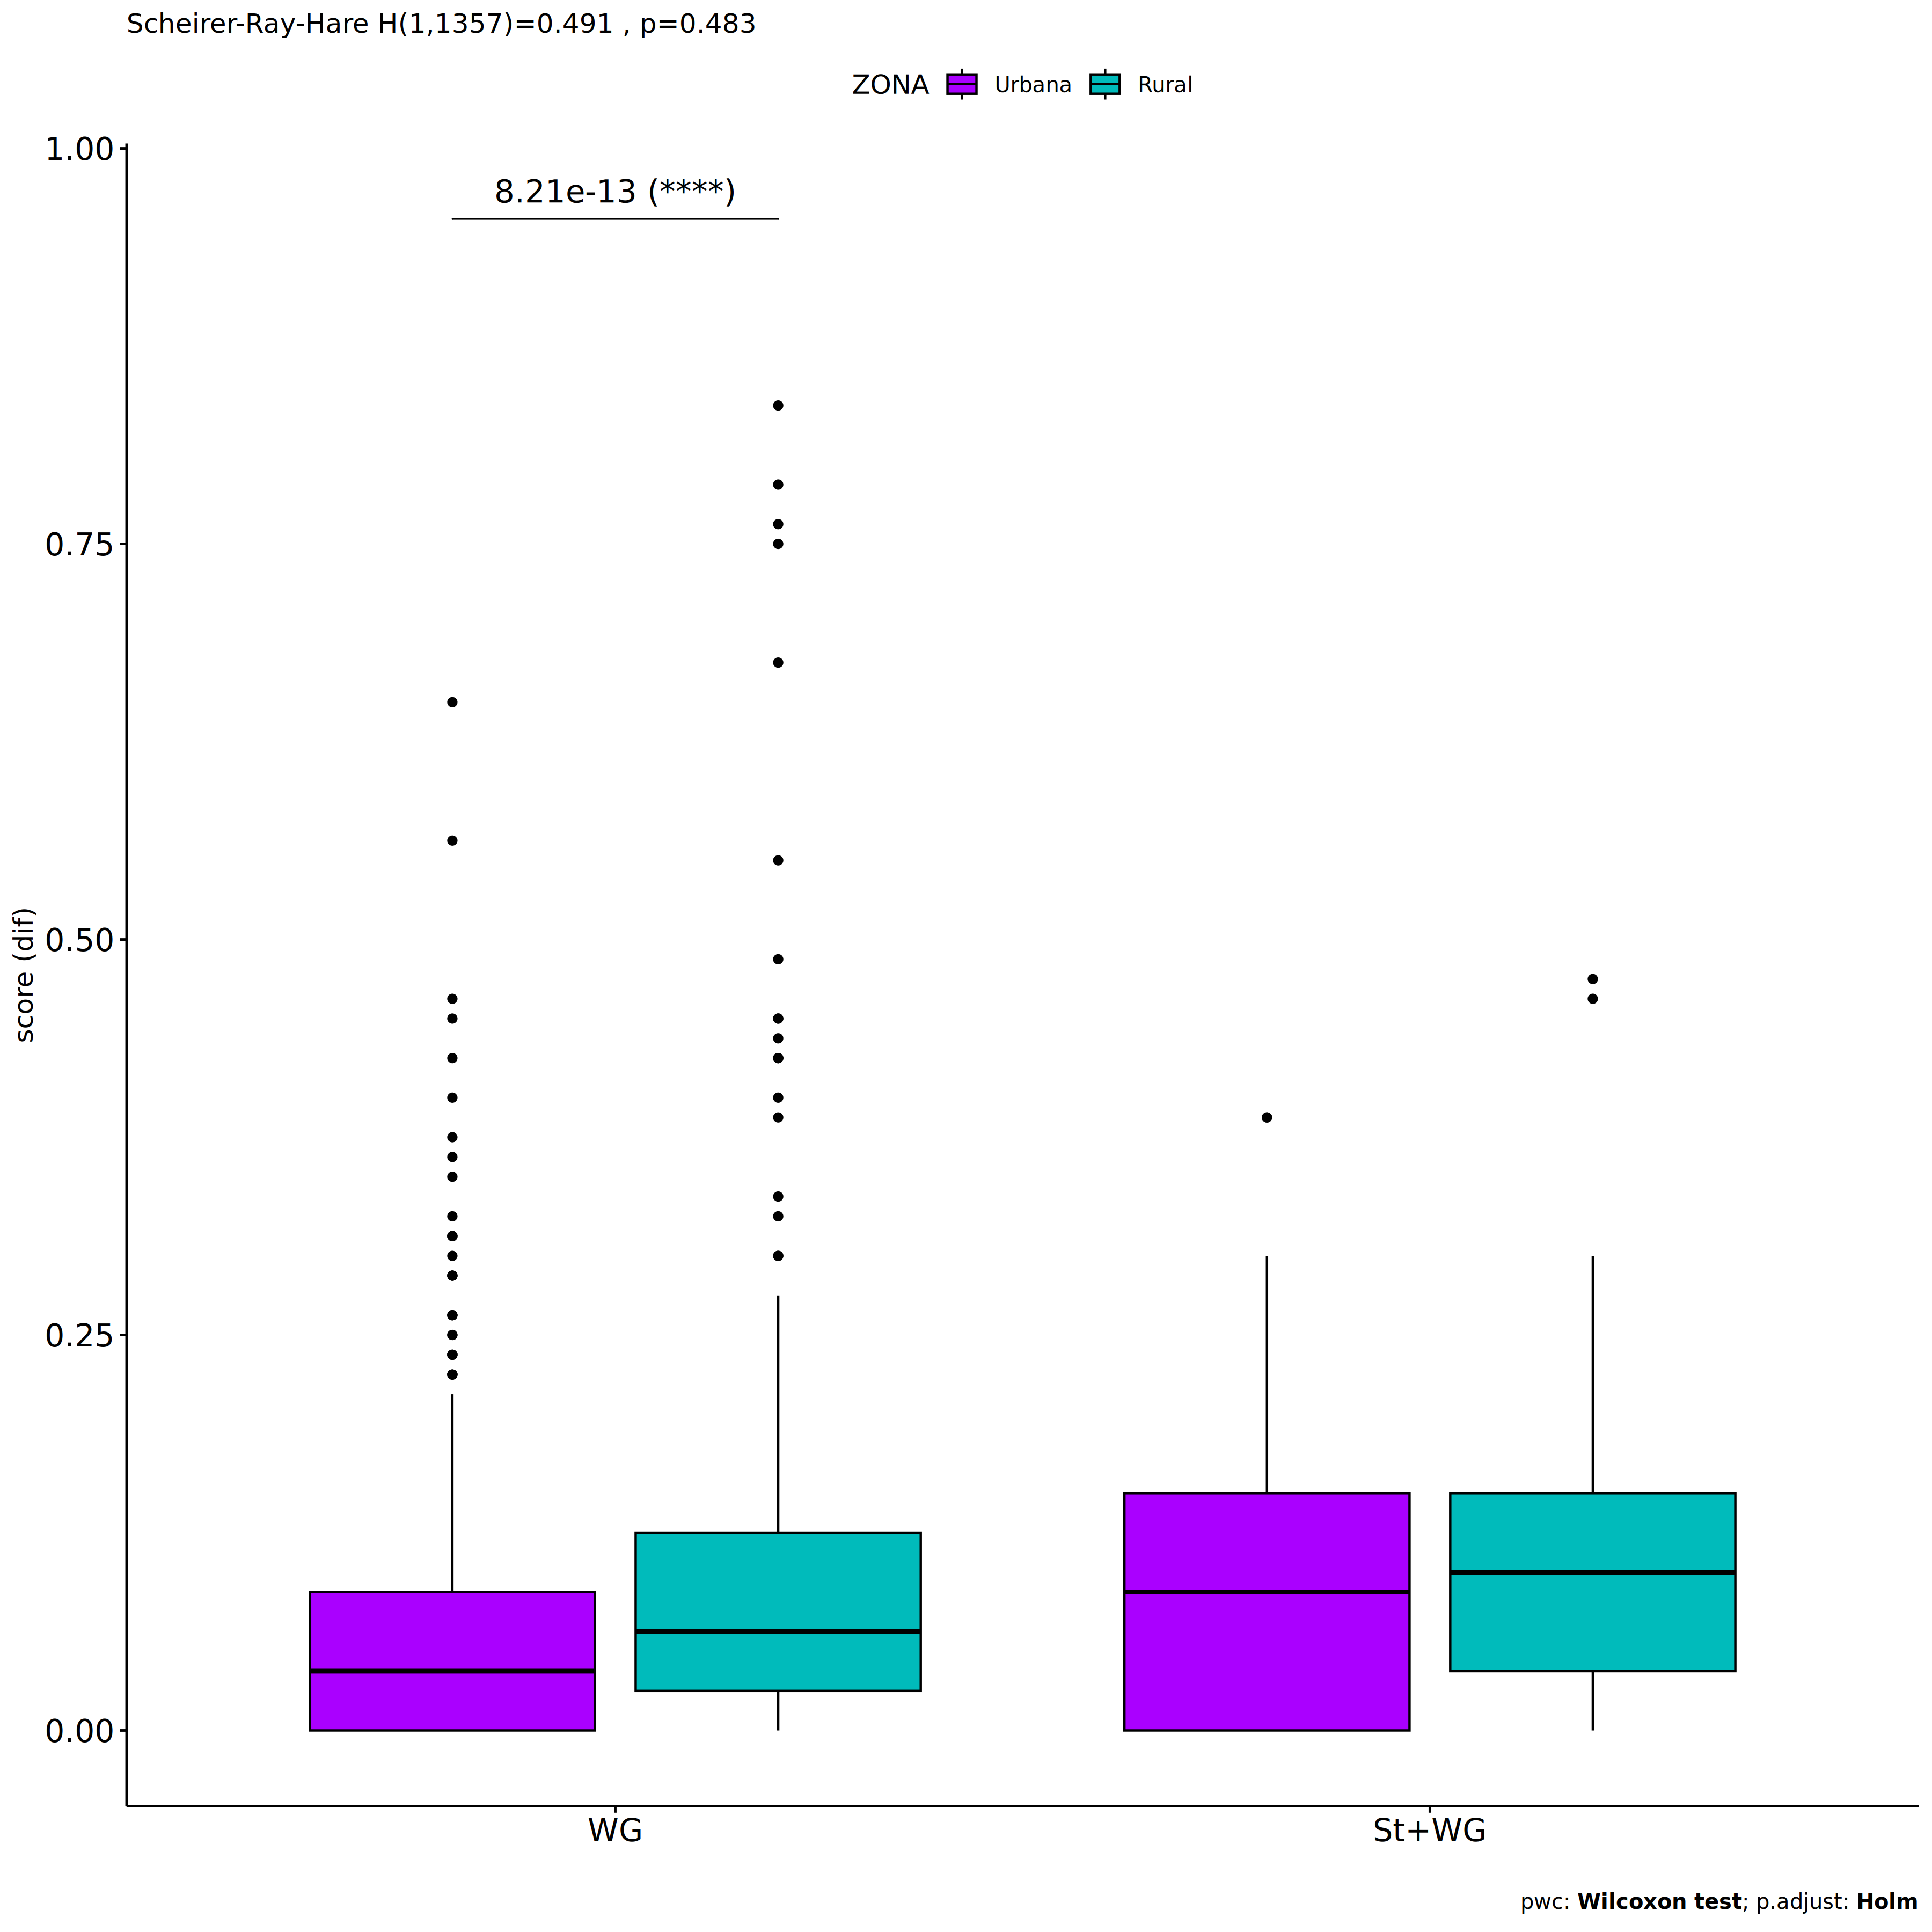 Scheirer-Ray-Hare H(1,1357)=0.491 , p=0.483
ZONA Urbana Rural
1.00
8.21e-13 (****)
0.75
0.50
score (dif)
0.25
0.00
WG St+WG
pwc: Wilcoxon test; p.adjust: Holm